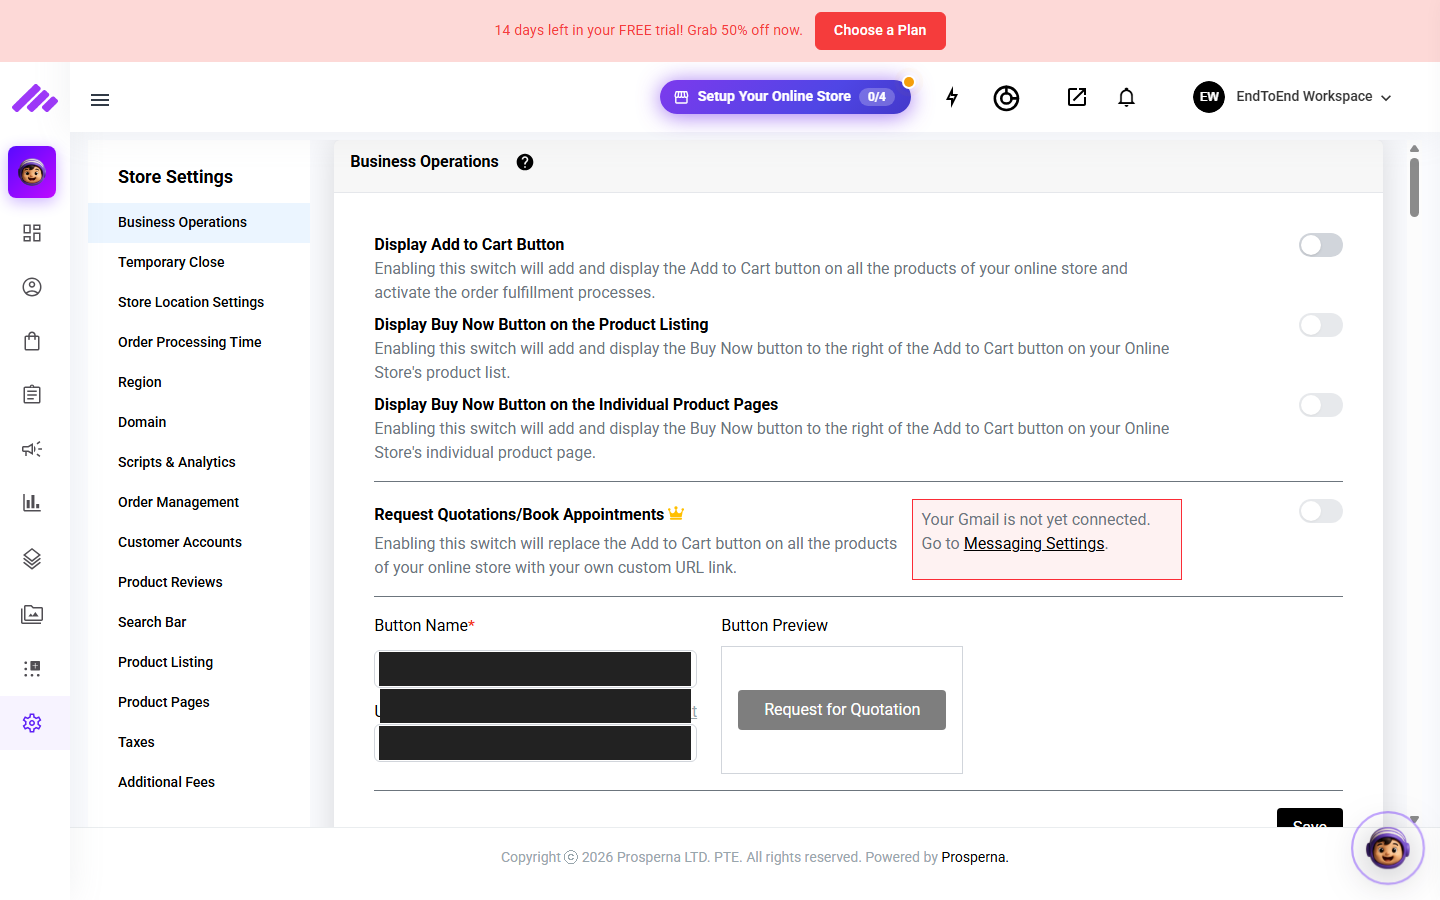 14 days left in your FREE trial! Grab 50% off now.
Choose a Plan
Setup Your Online Store 0/4
EW EndToEnd Workspace
Store Settings
Business Operations
Temporary Close
Store Location Settings
Order Processing Time
Region
Domain
Scripts & Analytics
Order Management
Customer Accounts
Product Reviews
Search Bar
Product Listing
Product Pages
Taxes
Additional Fees
Business Operations
Display Add to Cart Button
Enabling this switch will add and display the Add to Cart button on all the products of your online store and
activate the order fulfillment processes.
Display Buy Now Button on the Product Listing
Enabling this switch will add and display the Buy Now button to the right of the Add to Cart button on your Online
Store's product list.
Display Buy Now Button on the Individual Product Pages
Enabling this switch will add and display the Buy Now button to the right of the Add to Cart button on your Online
Store's individual product page.
Request Quotations/Book Appointments
Enabling this switch will replace the Add to Cart button on all the products
of your online store with your own custom URL link.
Your Gmail is not yet connected.
Go to Messaging Settings.
Button Name*
Button Preview
Request for Quotation
Save
Copyright © 2026 Prosperna LTD. PTE. All rights reserved. Powered by Prosperna.